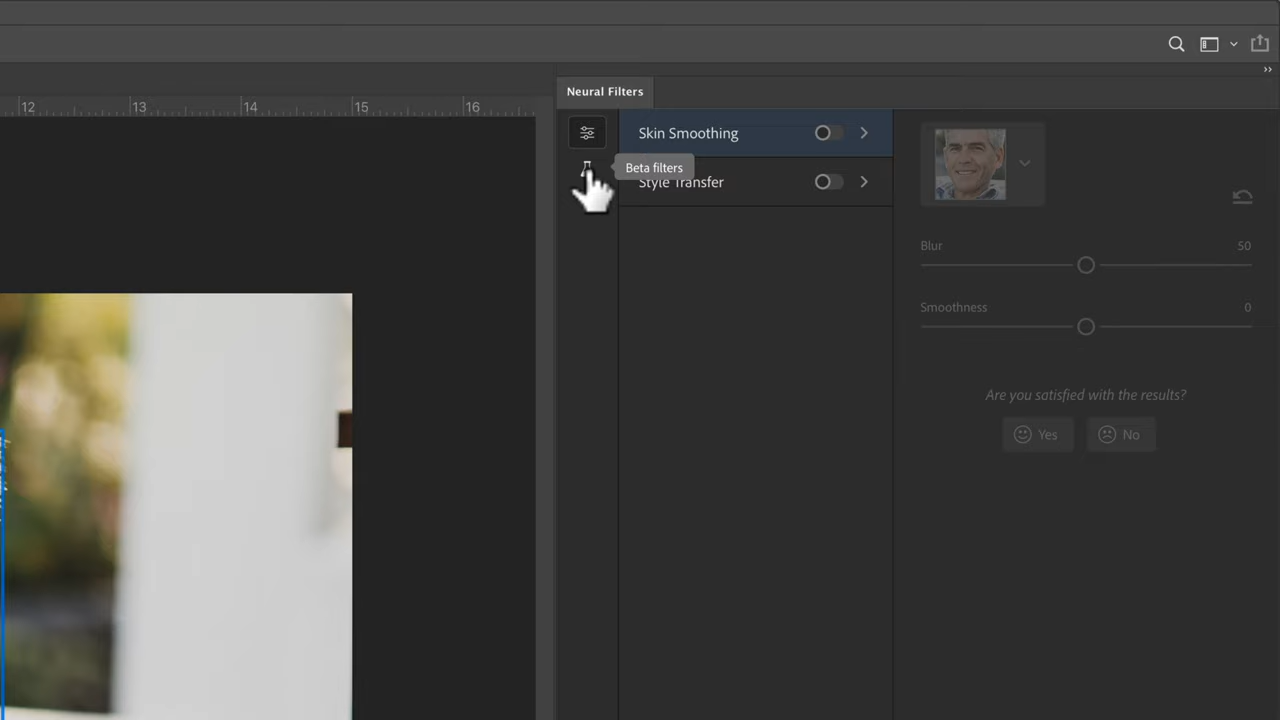 12 13 14 15 16
Neural Filters
Skin Smoothing
Beta filters
Style Transfer
Blur 50
Smoothness 0
Are you satisfied with the results?
Yes No